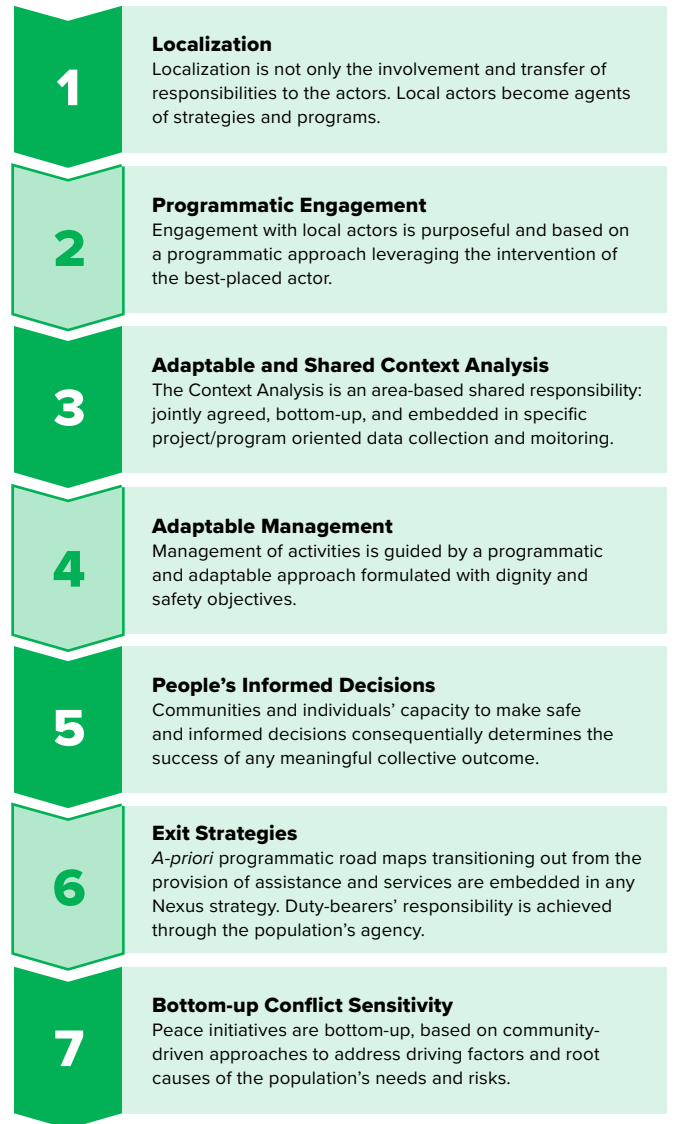 1
Localization
Localization is not only the involvement and transfer of
responsibilities to the actors. Local actors become agents
of strategies and programs.
2
Programmatic Engagement
Engagement with local actors is purposeful and based on
a programmatic approach leveraging the intervention of
the best-placed actor.
3
Adaptable and Shared Context Analysis
The Context Analysis is an area-based shared responsibility:
jointly agreed, bottom-up, and embedded in specific
project/program oriented data collection and moitoring.
4
Adaptable Management
Management of activities is guided by a programmatic
and adaptable approach formulated with dignity and
safety objectives.
5
People’s Informed Decisions
Communities and individuals’ capacity to make safe
and informed decisions consequentially determines the
success of any meaningful collective outcome.
6
Exit Strategies
A-priori programmatic road maps transitioning out from the
provision of assistance and services are embedded in any
Nexus strategy. Duty-bearers’ responsibility is achieved
through the population’s agency.
7
Bottom-up Conflict Sensitivity
Peace initiatives are bottom-up, based on community-
driven approaches to address driving factors and root
causes of the population’s needs and risks.